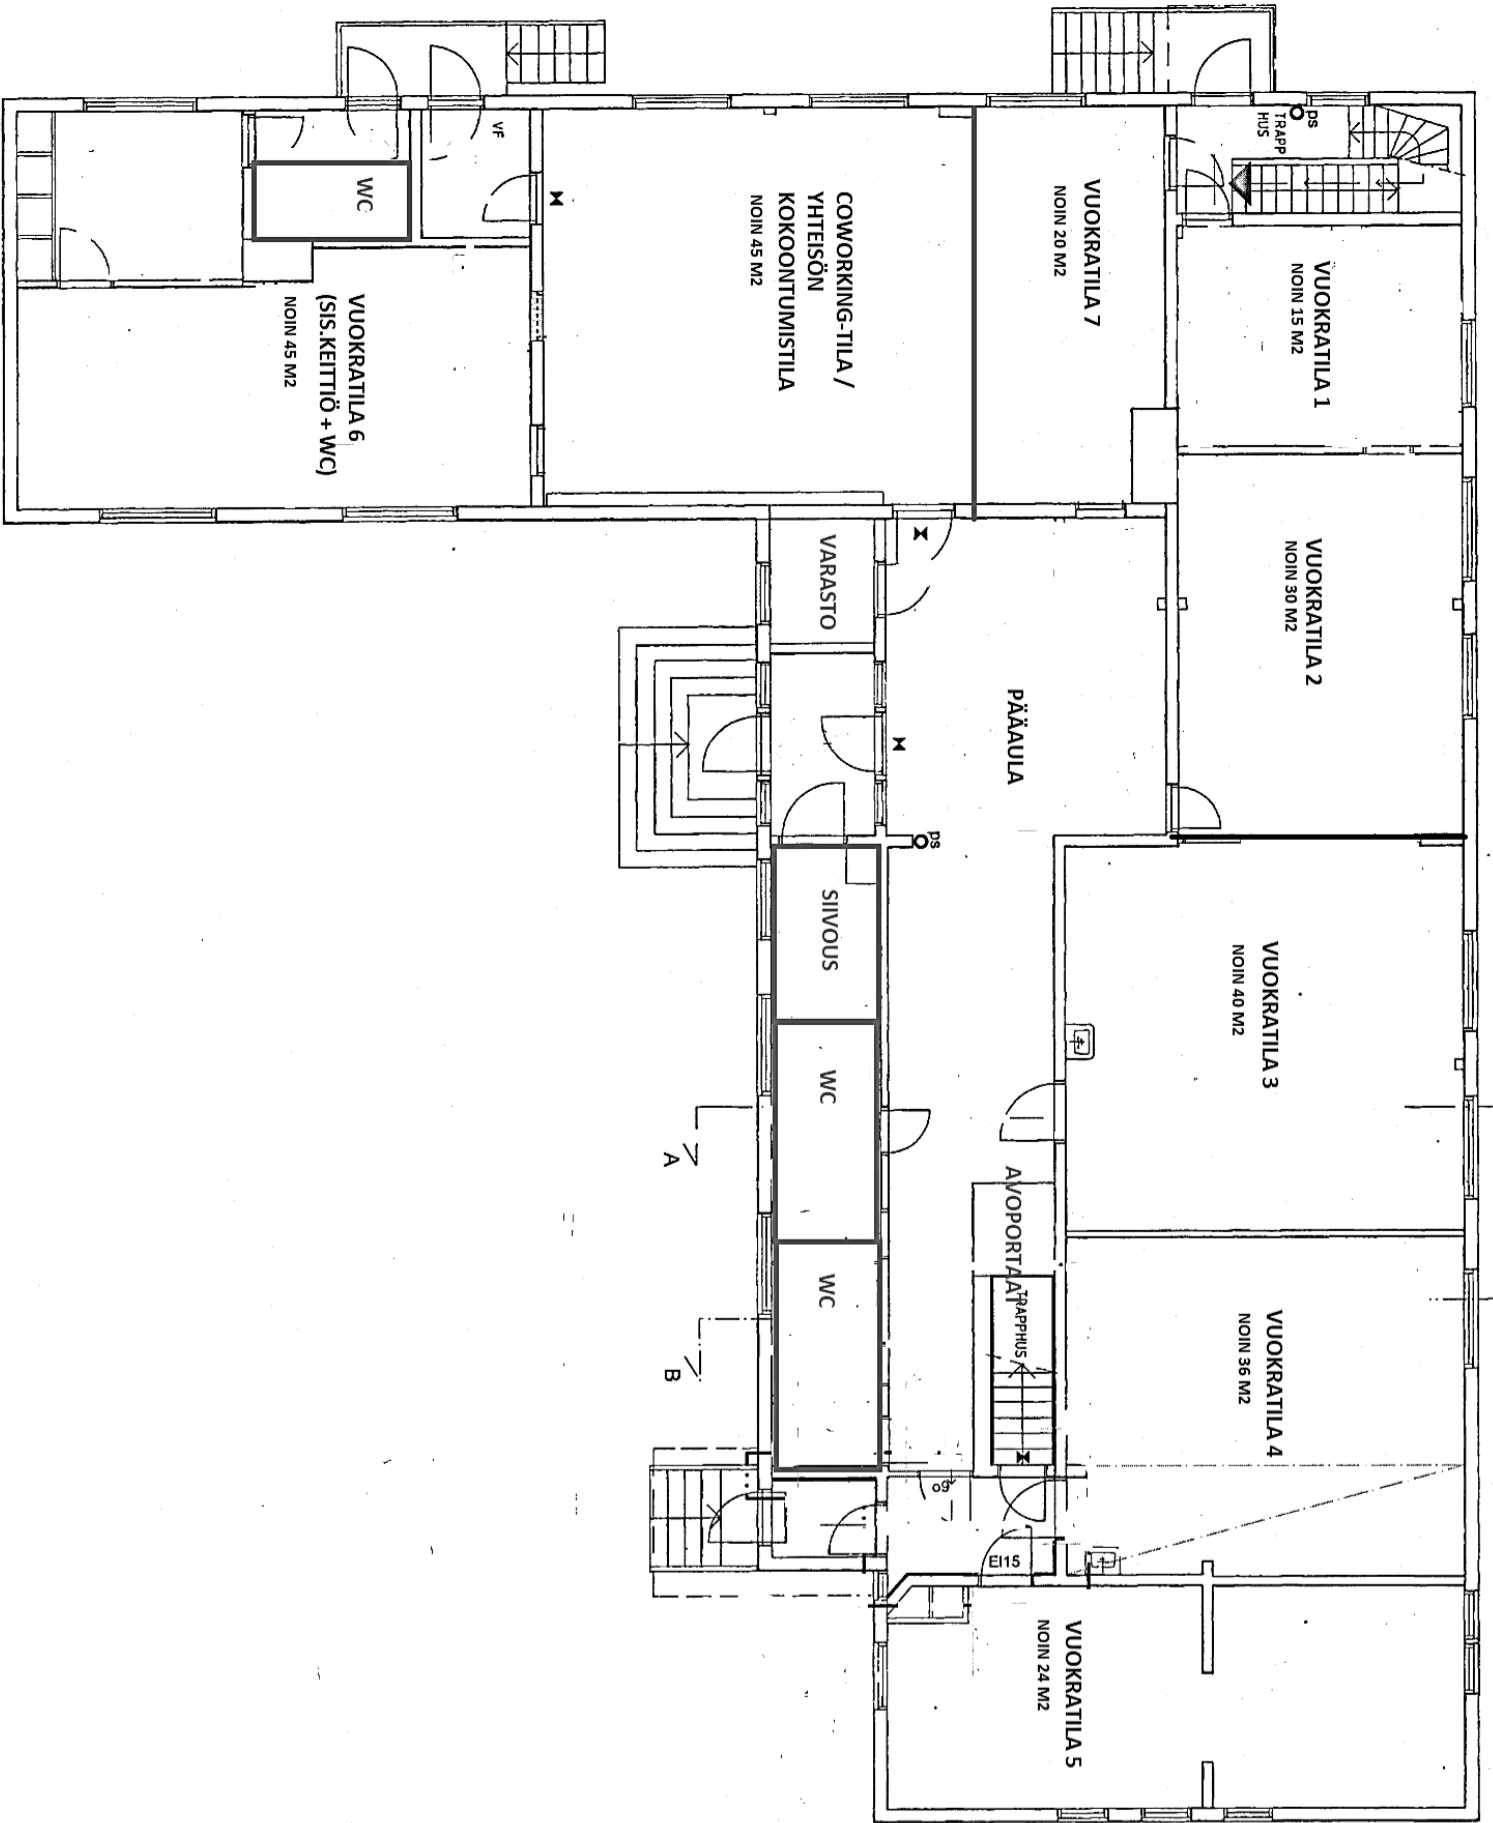 VF
WC
VUOKRATILA 6
(SIS.KEITTIÖ + WC)
NOIN 45 M2
COWORKING-TILA /
YHTEISÖN
KOKOONTUMISTILA
NOIN 45 M2
VUOKRATILA 7
NOIN 20 M2
ps
TRAPP
HUS
VUOKRATILA 1
NOIN 15 M2
VUOKRATILA 2
NOIN 30 M2
VARASTO
PÄÄAULA
ps
SIIVOUS
WC
WC
VUOKRATILA 3
NOIN 40 M2
AVOPORTAAT
TRAPPHUS
VUOKRATILA 4
NOIN 36 M2
A
B
EI15
VUOKRATILA 5
NOIN 24 M2